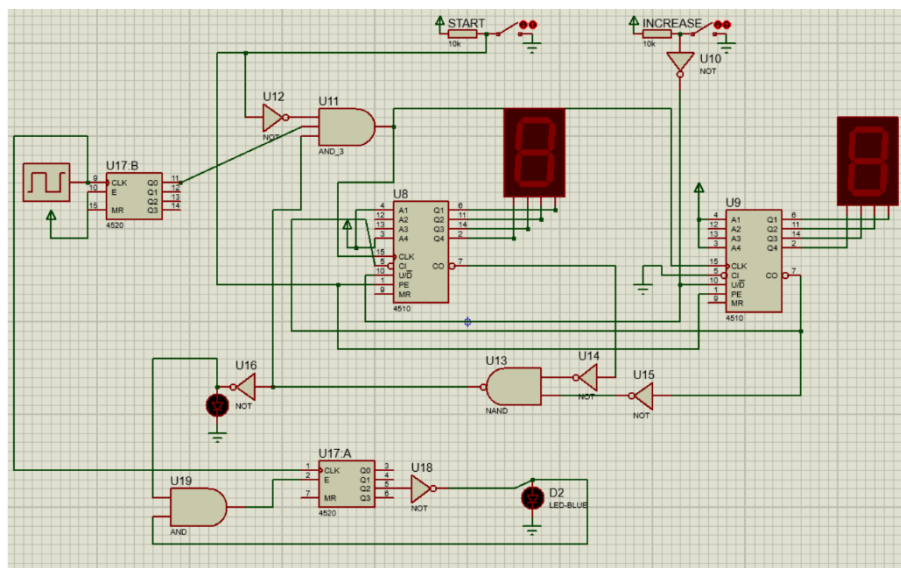 START
10k
INCREASE
10k
U10
NOT
U12
NOT
U11
AND_3
U17:B
9 CLK Q0 11
10 E Q1 12
Q2 13
15 MR Q3 14
4520
U8
4 A1 Q1 6
12 A2 Q2 11
13 A3 Q3 14
3 A4 Q4 2
15 CLK
5 CI CO 7
10 U/D
1 PE
9 MR
4510
U9
4 A1 Q1 6
12 A2 Q2 11
13 A3 Q3 14
3 A4 Q4 2
15 CLK
5 CI CO 7
10 U/D
1 PE
9 MR
4510
U13
NAND
U14
NOT
U15
NOT
U16
NOT
U17:A
1 CLK Q0 3
2 E Q1 4
Q2 5
7 MR Q3 6
4520
U18
NOT
U19
AND
D2
LED-BLUE